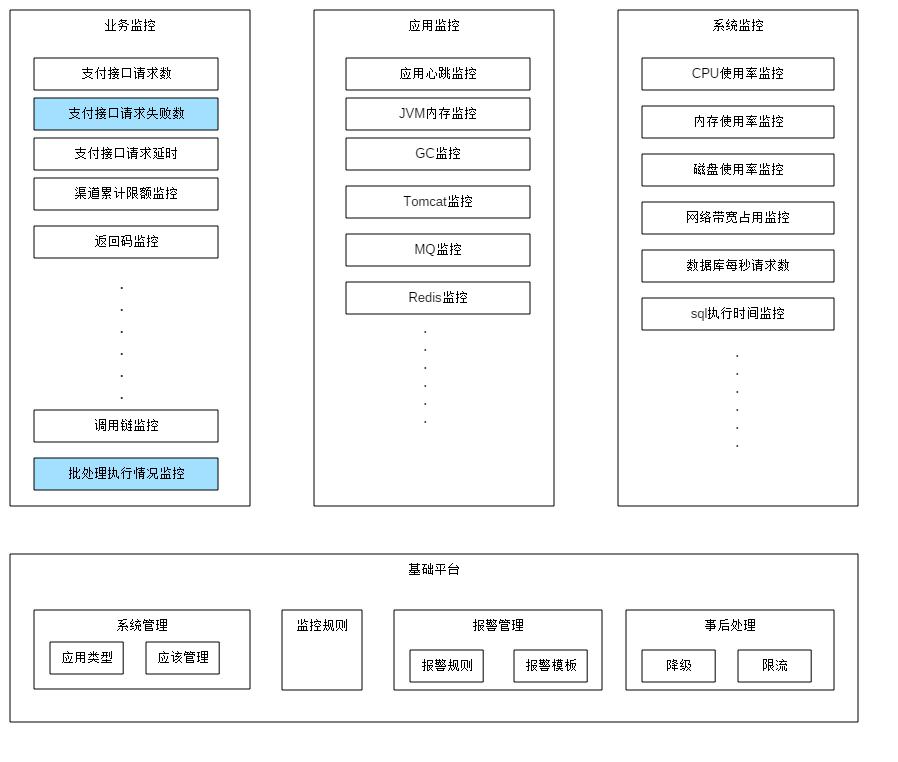 业务监控
支付接口请求数
支付接口请求失败数
支付接口请求延时
渠道累计限额监控
返回码监控
调用链监控
批处理执行情况监控
应用监控
应用心跳监控
JVM内存监控
GC监控
Tomcat监控
MQ监控
Redis监控
系统监控
CPU使用率监控
内存使用率监控
磁盘使用率监控
网络带宽占用监控
数据库每秒请求数
sql执行时间监控
基础平台
系统管理
应用类型
应该管理
监控规则
报警管理
报警规则
报警模板
事后处理
降级
限流